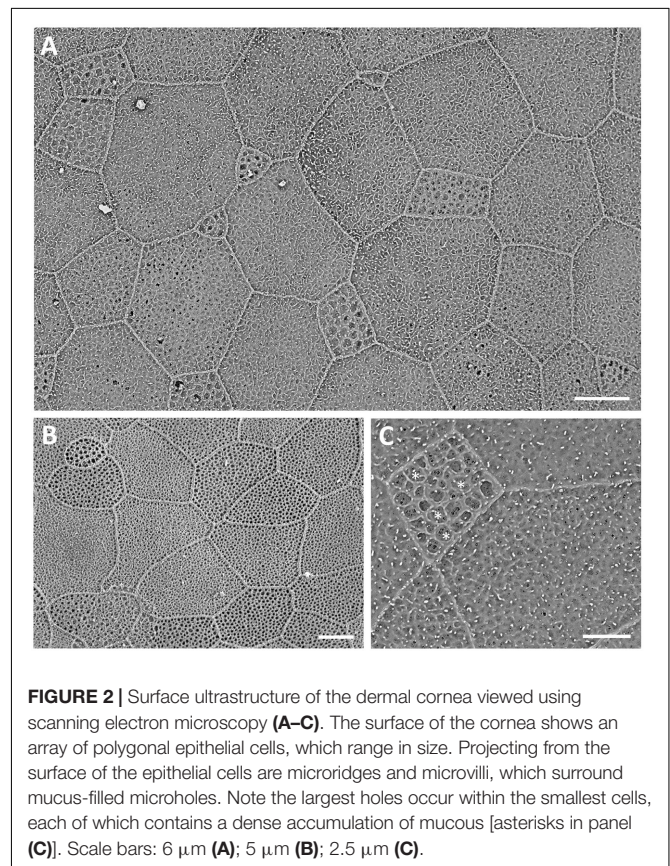 A
B
C
* * * *
FIGURE 2 | Surface ultrastructure of the dermal cornea viewed using
scanning electron microscopy (A–C). The surface of the cornea shows an
array of polygonal epithelial cells, which range in size. Projecting from the
surface of the epithelial cells are microridges and microvilli, which surround
mucus-filled microholes. Note the largest holes occur within the smallest cells,
each of which contains a dense accumulation of mucous [asterisks in panel
(C)]. Scale bars: 6 μm (A); 5 μm (B); 2.5 μm (C).